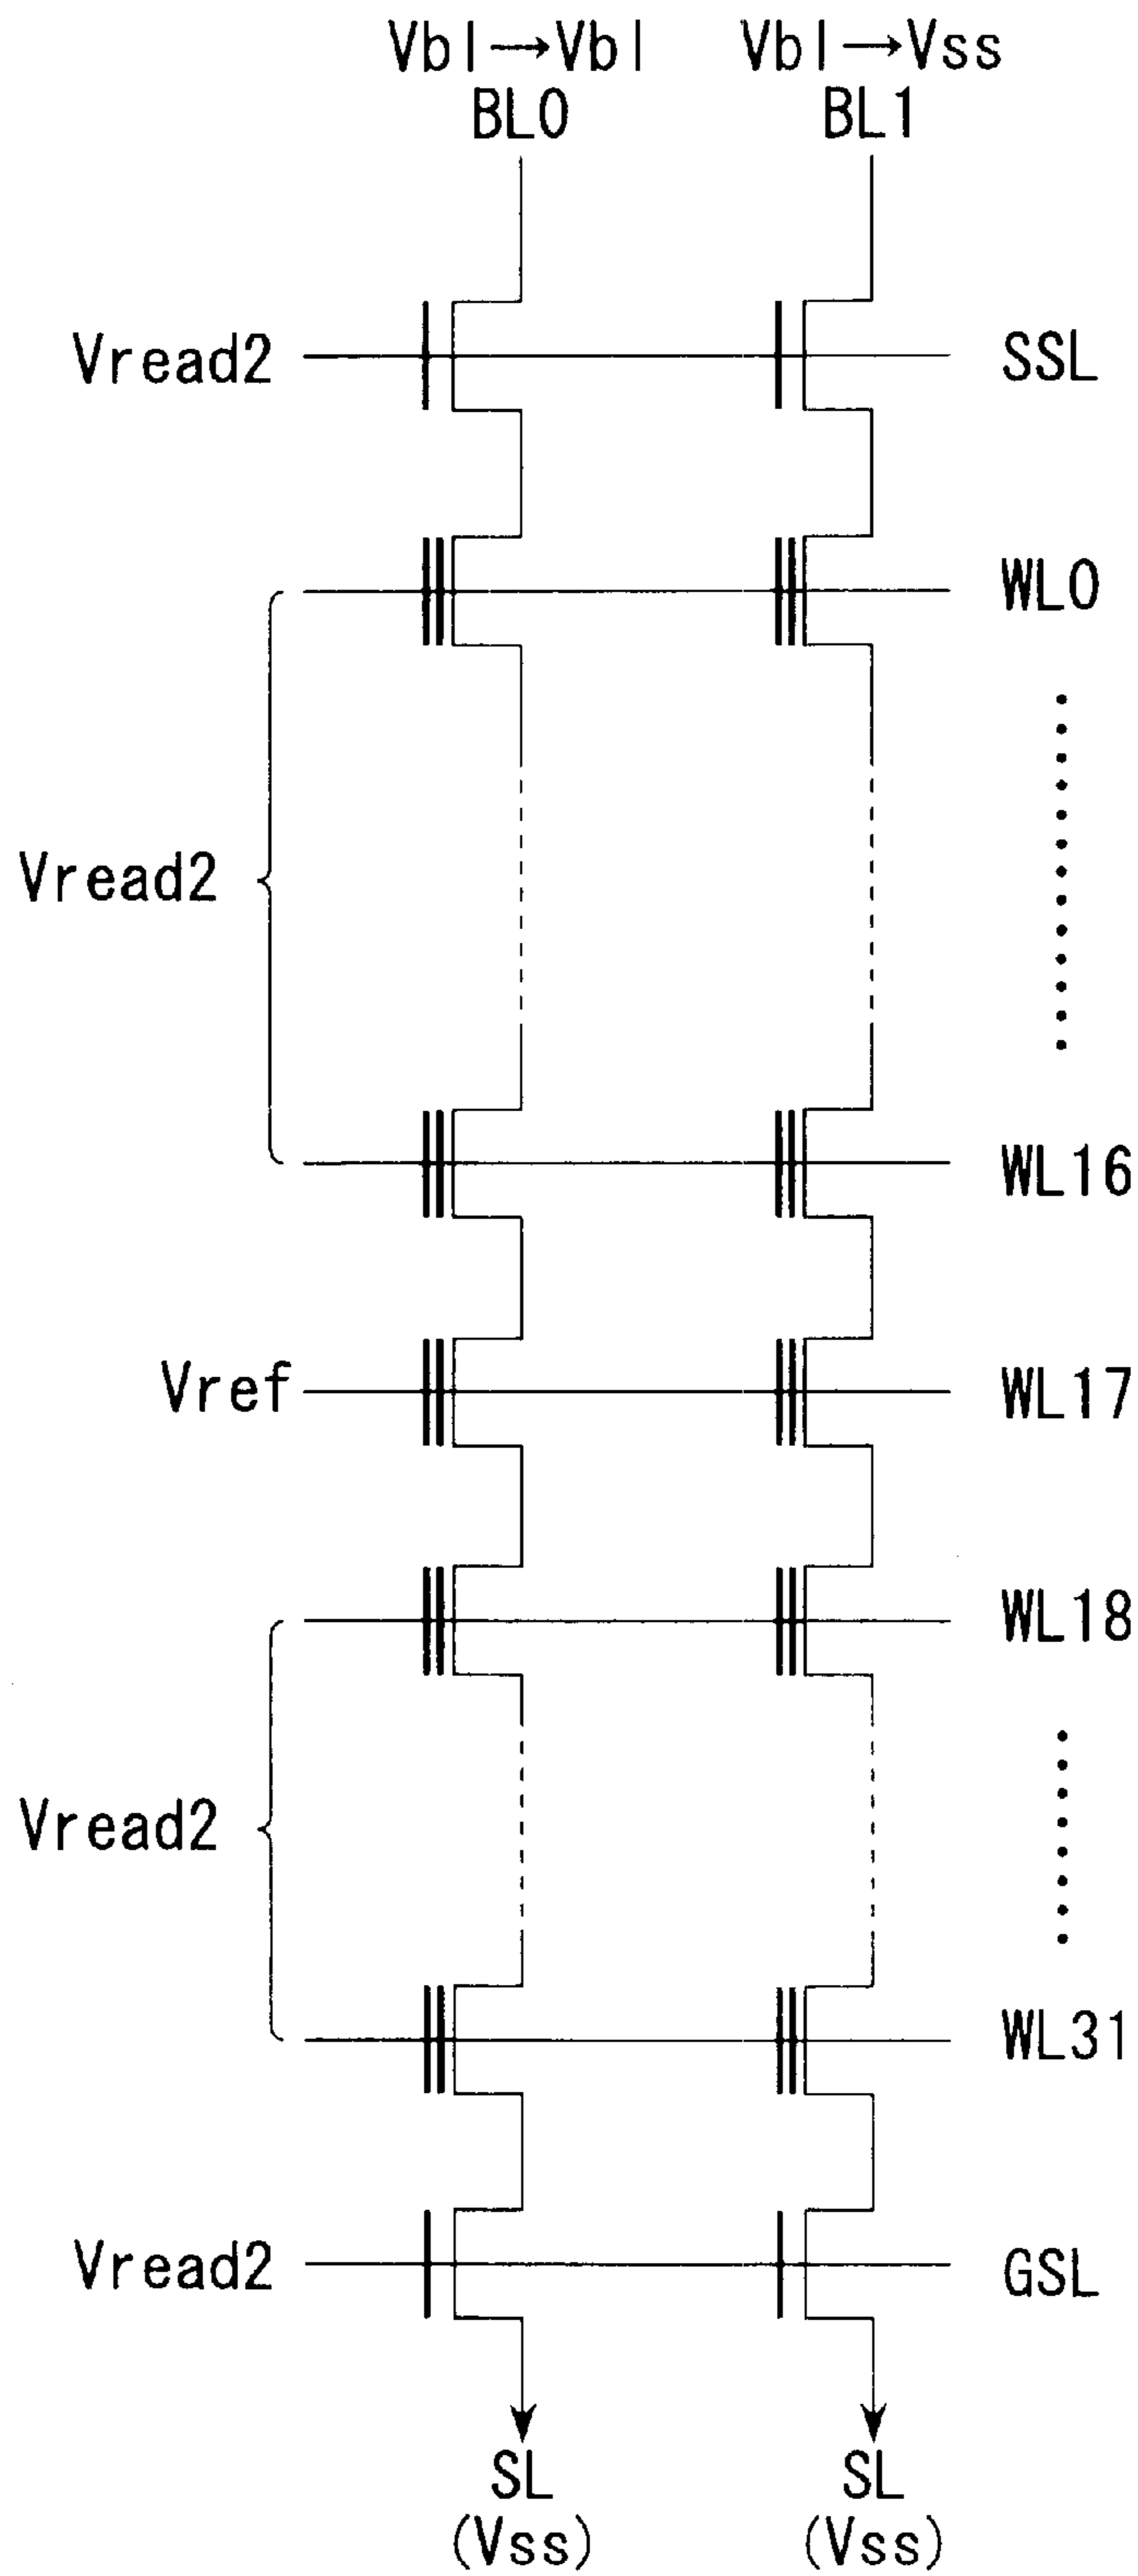 Vbl→Vbl Vbl→Vss
BL0 BL1
Vread2 SSL
WL0
Vread2
WL16
Vref WL17
WL18
Vread2
WL31
Vread2 GSL
SL SL
(Vss) (Vss)